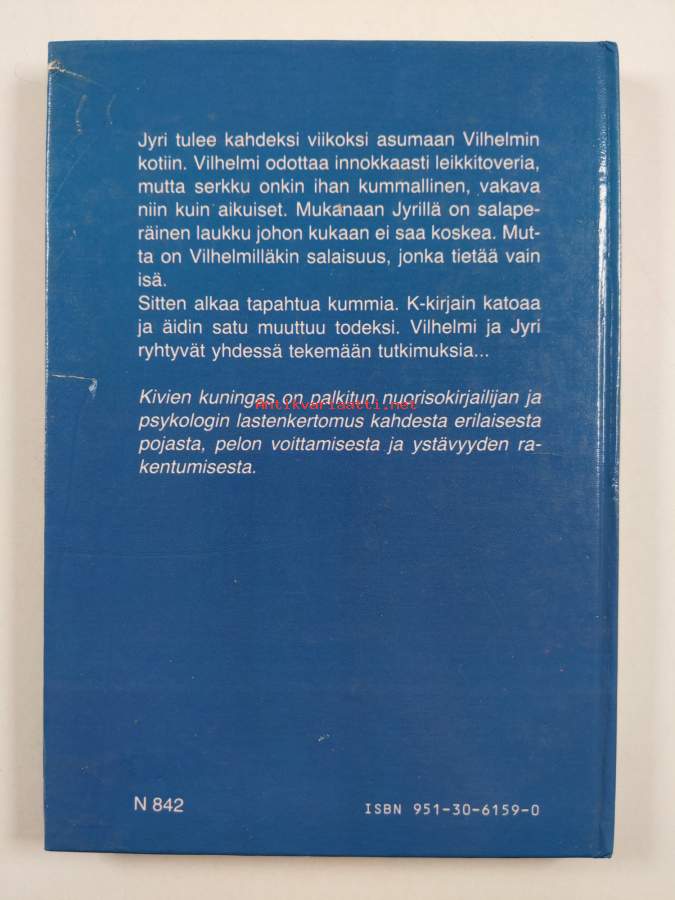 Jyri tulee kahdeksi viikoksi asumaan Vilhelmin
kotiin. Vilhelmi odottaa innokkaasti leikkitoveria,
mutta serkku onkin ihan kummallinen, vakava
niin kuin aikuiset. Mukanaan Jyrillä on salape-
räinen laukku johon kukaan ei saa koskea. Mut-
ta on Vilhelmilläkin salaisuus, jonka tietää vain
isä.
Sitten alkaa tapahtua kummia. K-kirjain katoaa
ja äidin satu muuttuu todeksi. Vilhelmi ja Jyri
ryhtyvät yhdessä tekemään tutkimuksia...
Kivien kuningas on palkitun nuorisokirjailijan ja
Antikvariaatti.net
psykologin lastenkertomus kahdesta erilaisesta
pojasta, pelon voittamisesta ja ystävyyden ra-
kentumisesta.
N 842
ISBN 951-30-6159-0